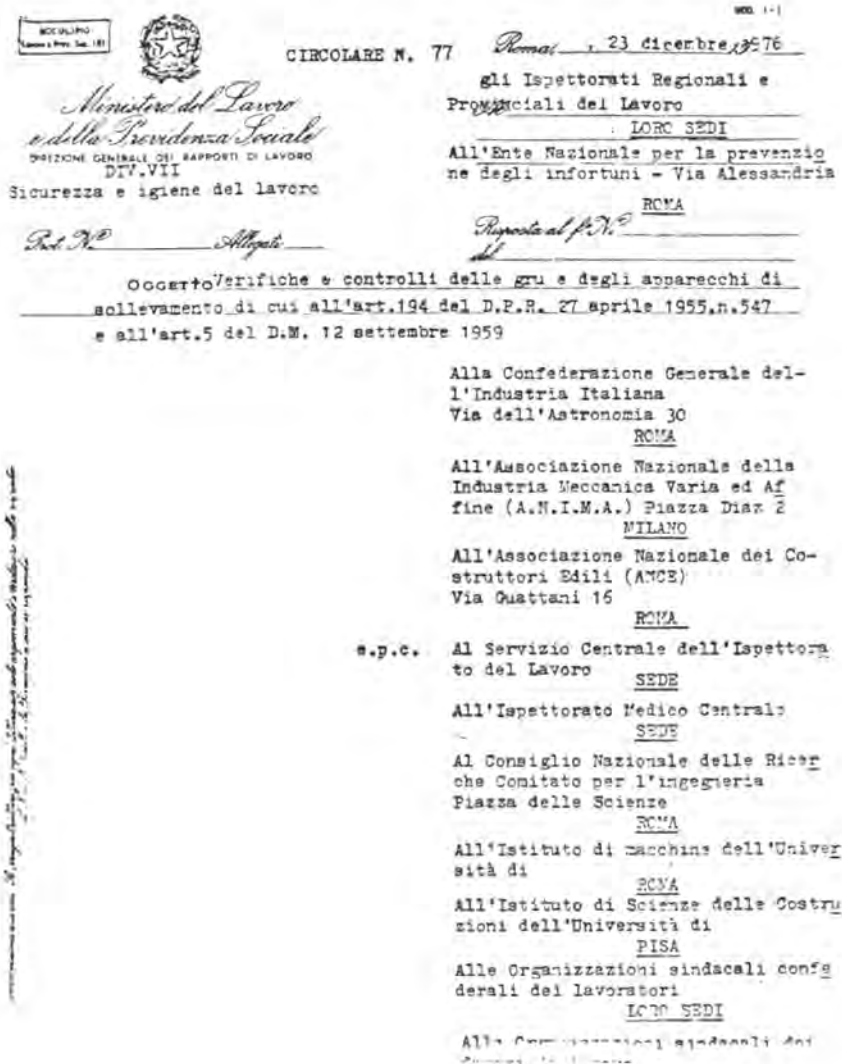 MOD.
MODULARIO
CIRCOLARE N. 77
Roma, 23 dicembre 1976
Ministero del Lavoro
e della Previdenza Sociale
DIREZIONE GENERALE DEI RAPPORTI DI LAVORO
DIV.VII
Sicurezza e igiene del lavoro
Prot. N.º Allegati
gli Ispettorati Regionali e
Provinciali del Lavoro
LORO SEDI
All'Ente Nazionale per la prevenzio
ne degli infortuni - Via Alessandria
ROMA
Risposta al f. N.º
del
OGGETTO Verifiche e controlli delle gru e degli apparecchi di
sollevamento di cui all'art.194 del D.P.R. 27 aprile 1955,n.547
e all'art.5 del D.M. 12 settembre 1959
Alla Confederazione Generale del-
l'Industria Italiana
Via dell'Astronomia 30
ROMA
All'Associazione Nazionale della
Industria Meccanica Varia ed Af
fine (A.N.I.M.A.) Piazza Diaz 2
MILANO
All'Associazione Nazionale dei Co-
struttori Edili (ANCE)
Via Guattani 16
ROMA
e.p.c. Al Servizio Centrale dell'Ispettora
to del Lavoro
SEDE
All'Ispettorato Medico Centrale
SEDE
Al Consiglio Nazionale delle Ricer
che Comitato per l'ingegneria
Piazza delle Scienze
ROMA
All'Istituto di macchine dell'Univer
sità di
ROMA
All'Istituto di Scienze delle Costru
zioni dell'Università di
PISA
Alle Organizzazioni sindacali confe
derali dei lavoratori
LORO SEDI
Alle Organizzazioni sindacali dei